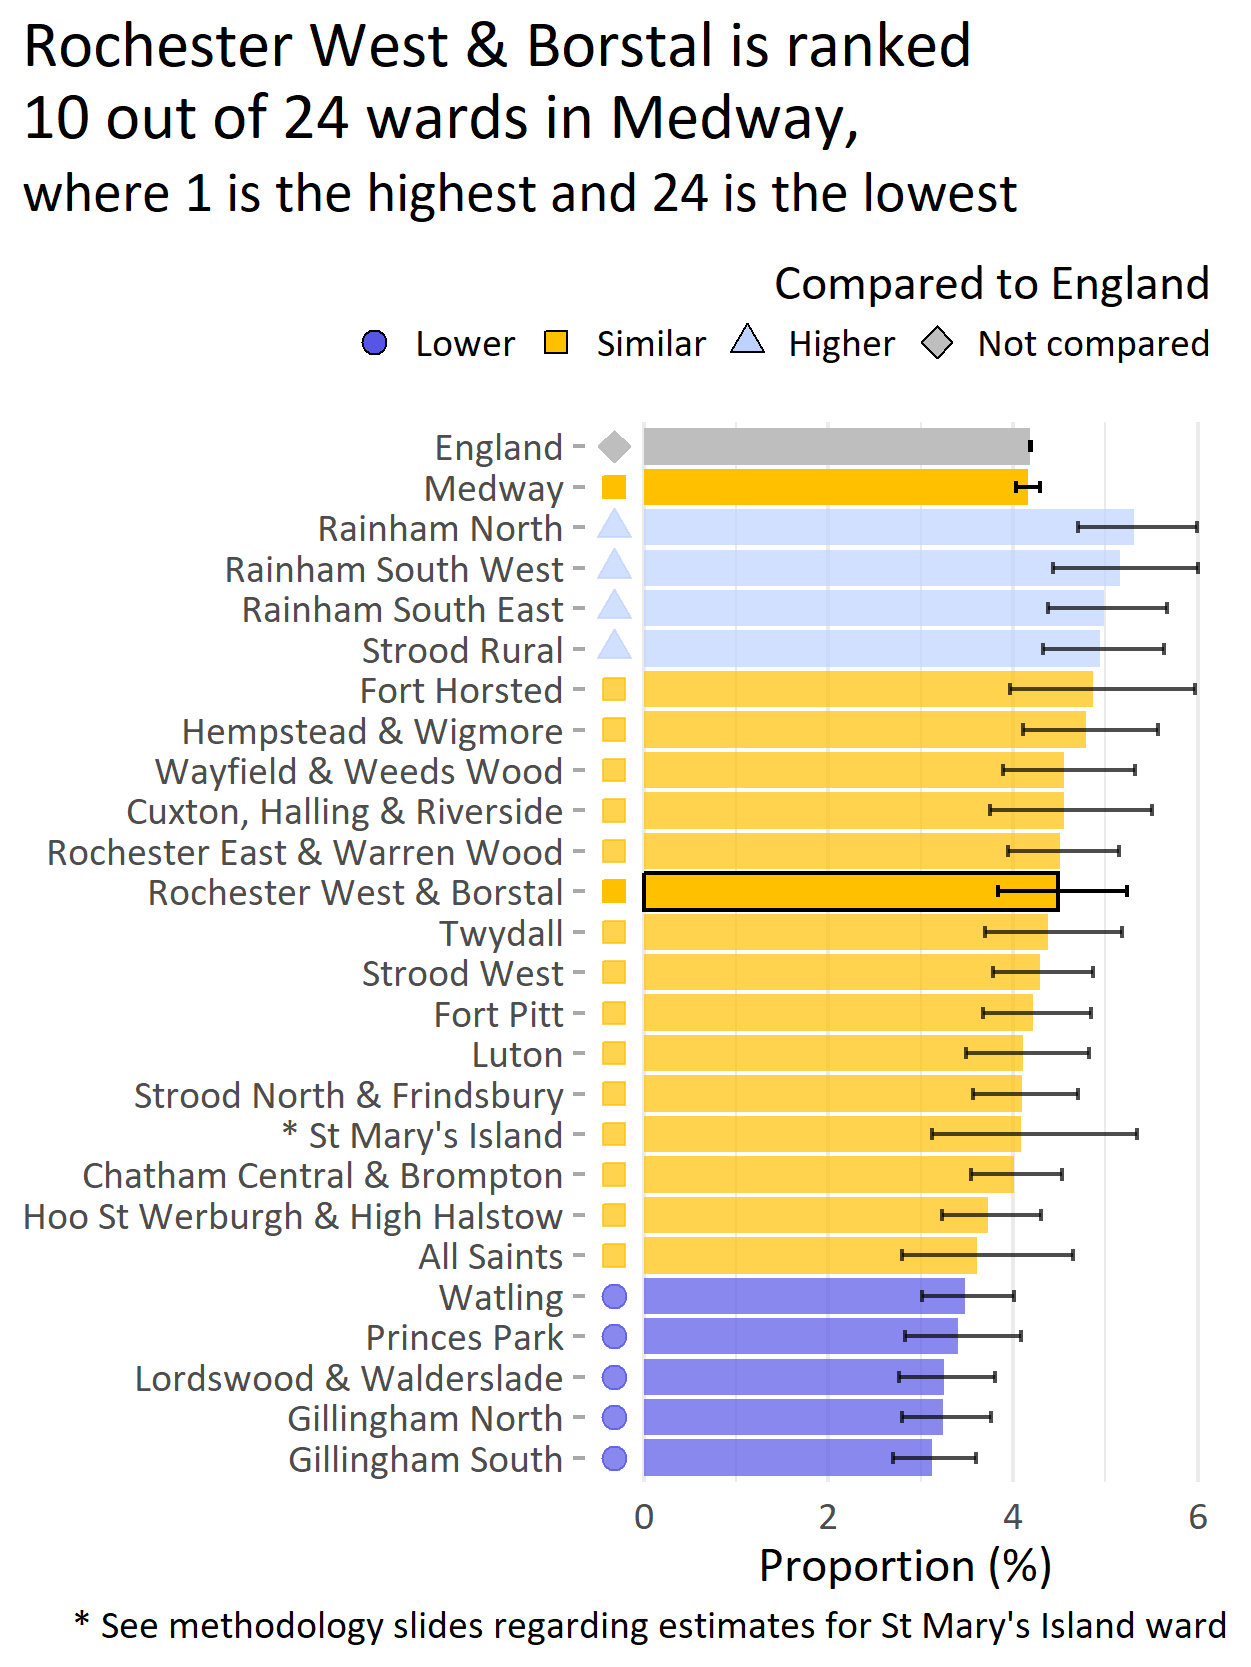 Rochester West & Borstal is ranked
10 out of 24 wards in Medway,
where 1 is the highest and 24 is the lowest
Compared to England
Lower Similar Higher Not compared
England
Medway
Rainham North
Rainham South West
Rainham South East
Strood Rural
Fort Horsted
Hempstead & Wigmore
Wayfield & Weeds Wood
Cuxton, Halling & Riverside
Rochester East & Warren Wood
Rochester West & Borstal
Twydall
Strood West
Fort Pitt
Luton
Strood North & Frindsbury
* St Mary's Island
Chatham Central & Brompton
Hoo St Werburgh & High Halstow
All Saints
Watling
Princes Park
Lordswood & Walderslade
Gillingham North
Gillingham South
0 2 4 6
Proportion (%)
* See methodology slides regarding estimates for St Mary's Island ward